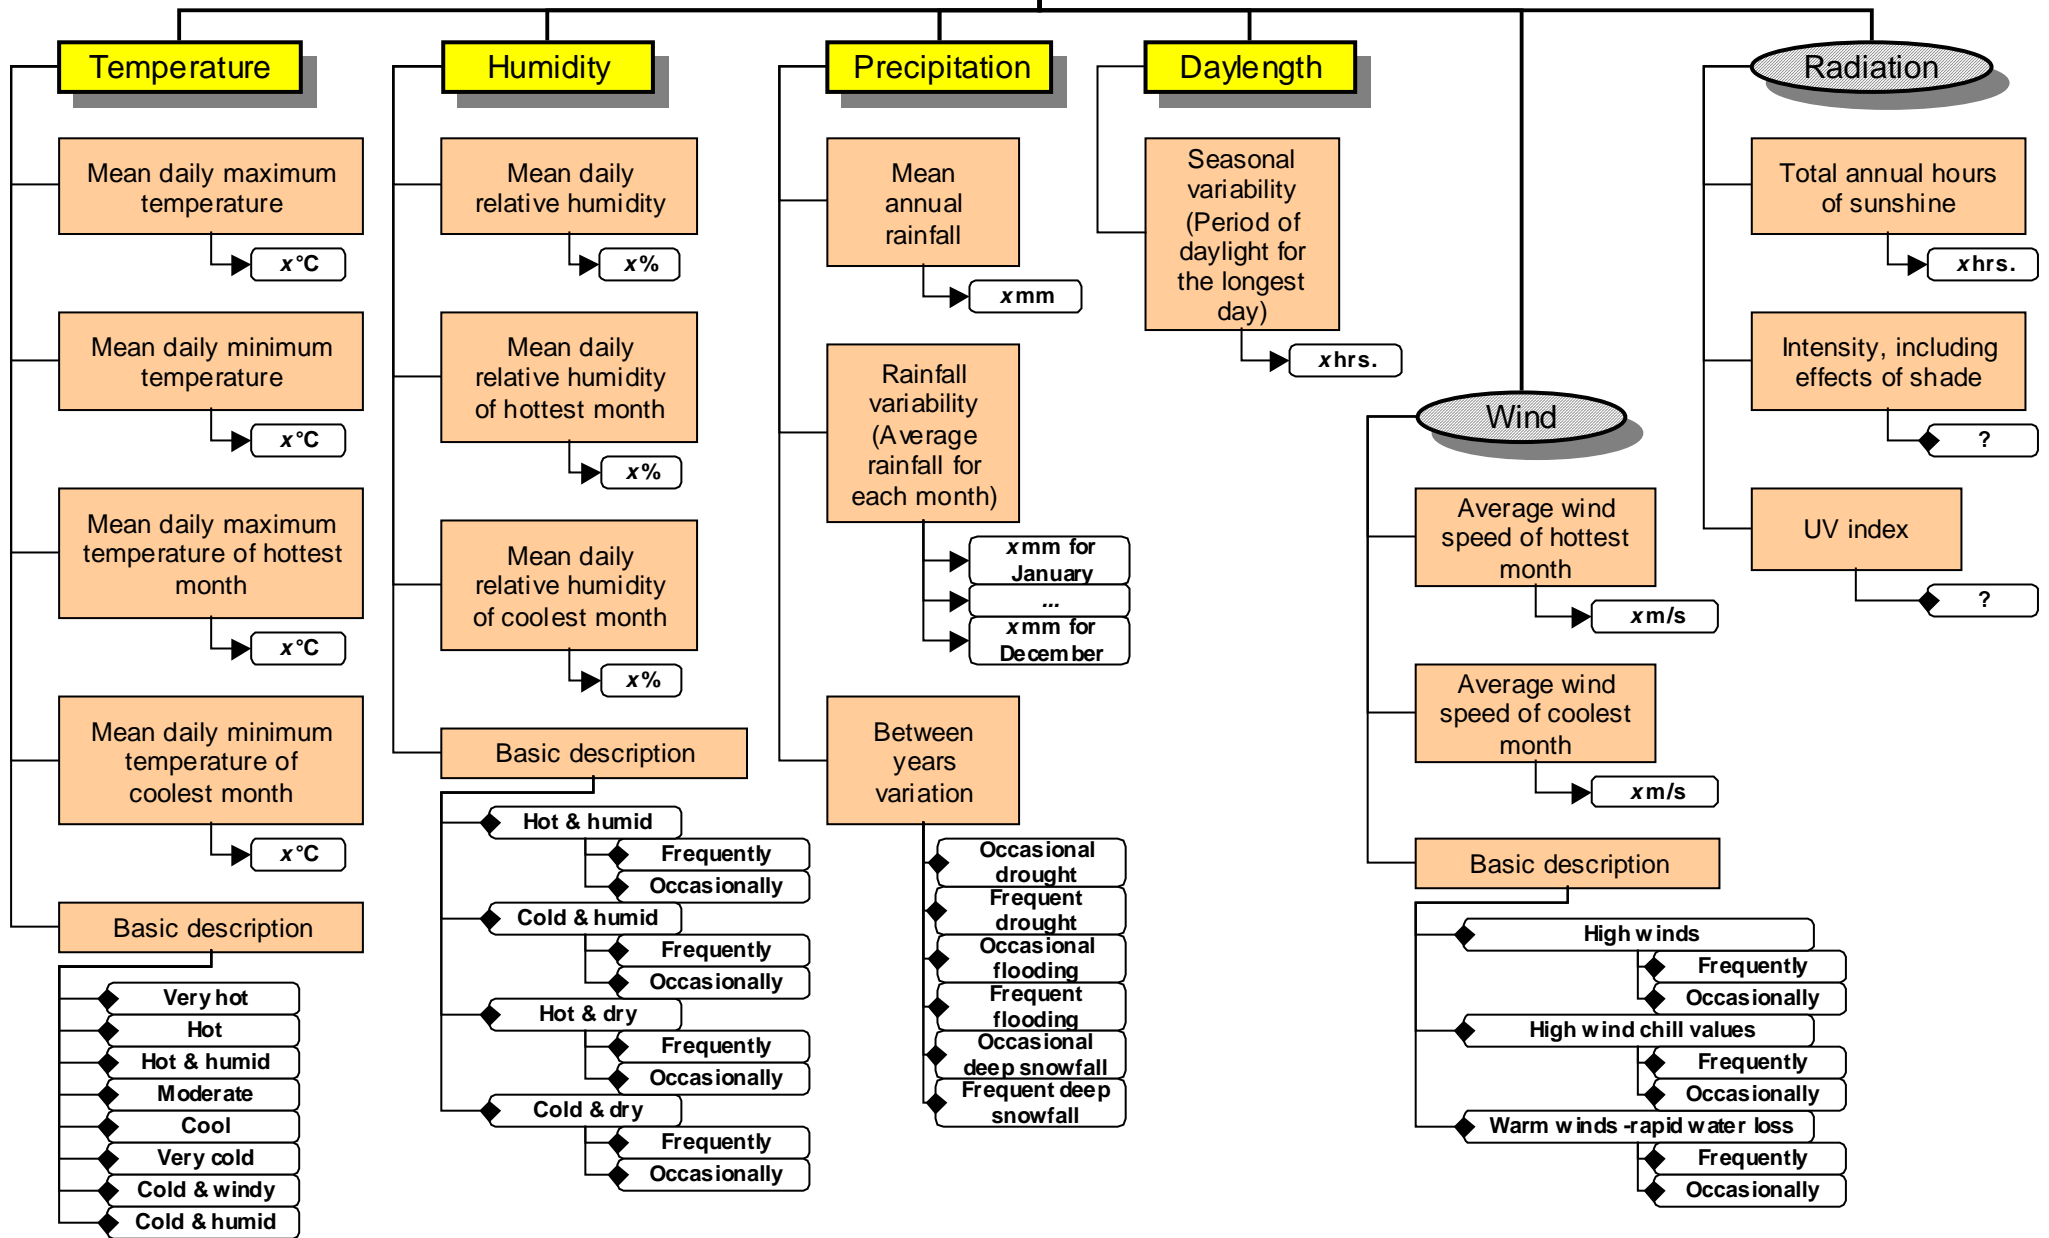 Temperature
Mean daily maximum
temperature
x°C
Mean daily minimum
temperature
x°C
Mean daily maximum
temperature of hottest
month
x°C
Mean daily minimum
temperature of
coolest month
x°C
Basic description
Very hot
Hot
Hot & humid
Moderate
Cool
Very cold
Cold & windy
Cold & humid
Humidity
Mean daily
relative humidity
x%
Mean daily
relative humidity
of hottest month
x%
Mean daily
relative humidity
of coolest month
x%
Basic description
Hot & humid
Frequently
Occasionally
Cold & humid
Frequently
Occasionally
Hot & dry
Frequently
Occasionally
Cold & dry
Frequently
Occasionally
Precipitation
Mean
annual
rainfall
xmm
Rainfall
variability
(Average
rainfall for
each month)
xmm for
January
...
xmm for
December
Between
years
variation
Occasional
drought
Frequent
drought
Occasional
flooding
Frequent
flooding
Occasional
deep snowfall
Frequent deep
snowfall
Daylength
Seasonal
variability
(Period of
daylight for
the longest
day)
xhrs.
Wind
Average wind
speed of hottest
month
xm/s
Average wind
speed of coolest
month
xm/s
Basic description
High winds
Frequently
Occasionally
High wind chill values
Frequently
Occasionally
Warm winds -rapid water loss
Frequently
Occasionally
Radiation
Total annual hours
of sunshine
xhrs.
Intensity, including
effects of shade
?
UV index
?